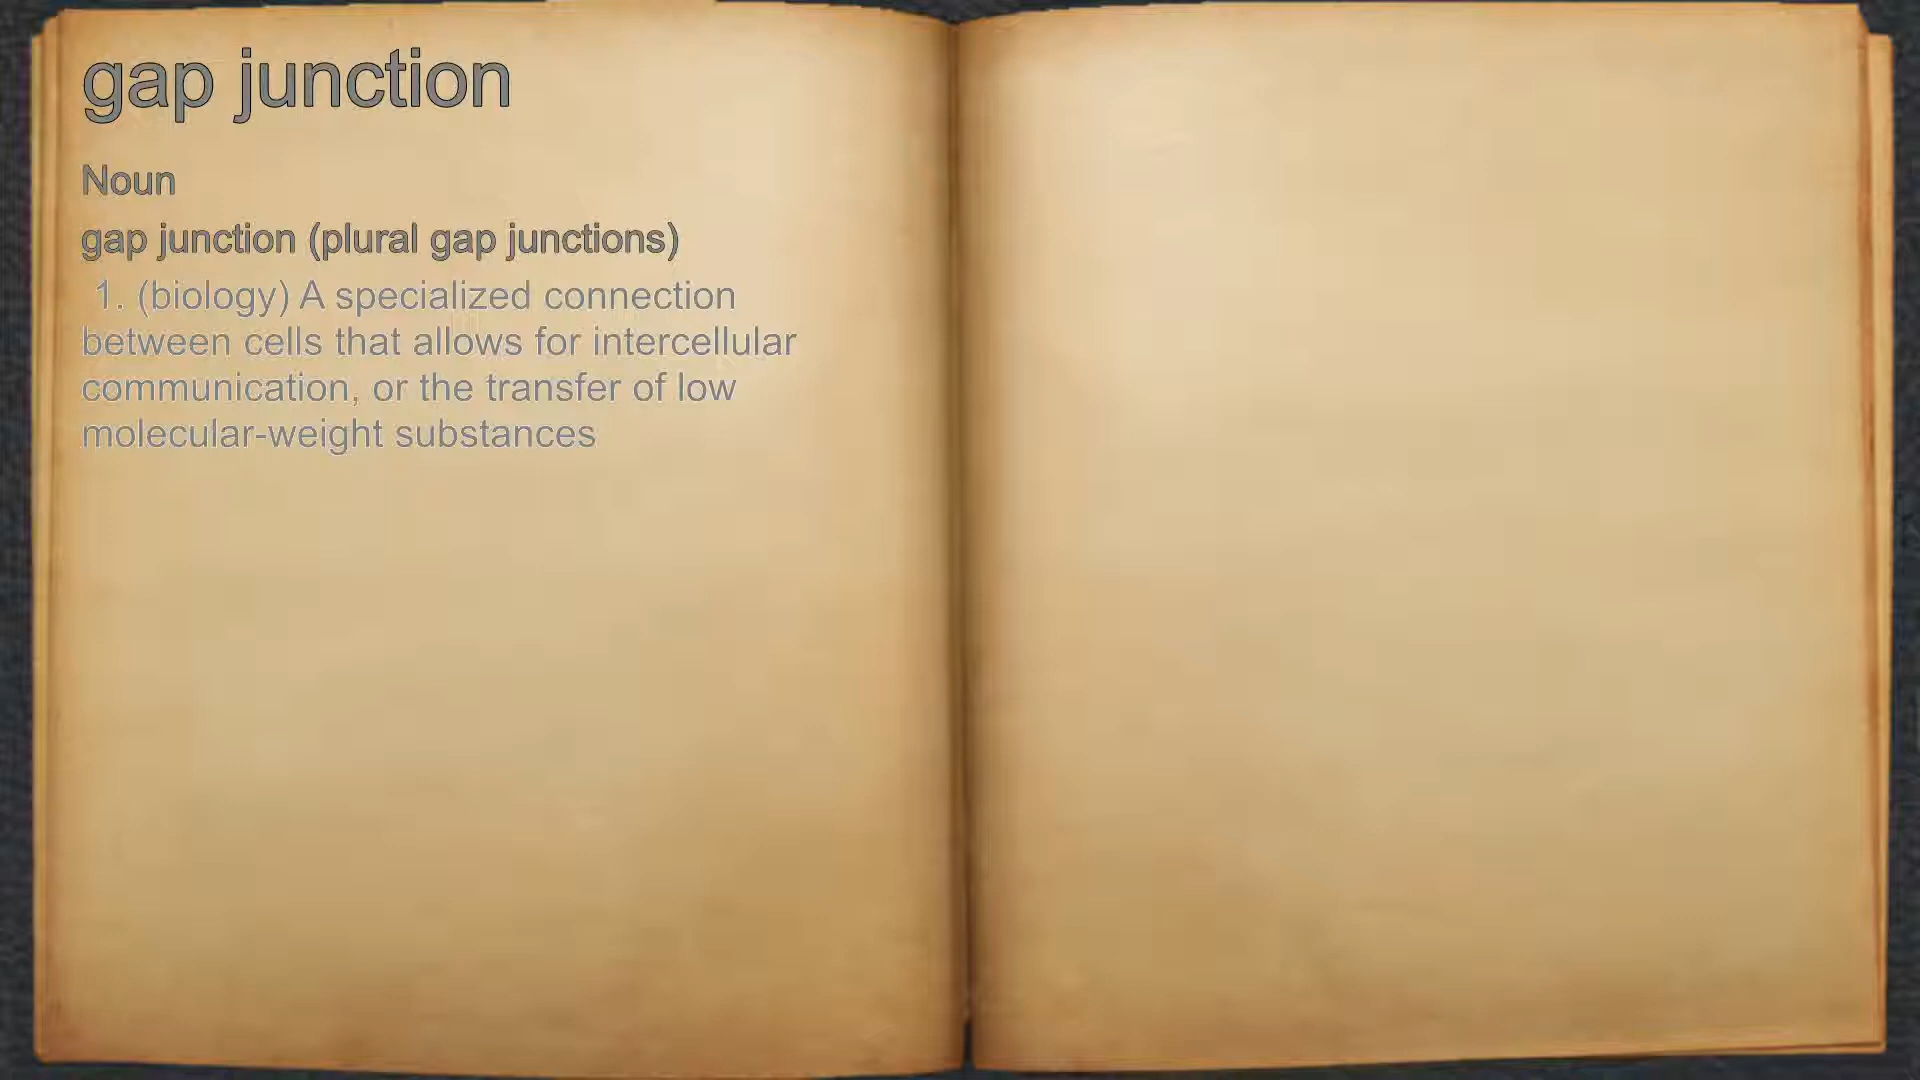 gap junction
Noun
gap junction (plural gap junctions)
1. (biology) A specialized connection
between cells that allows for intercellular
communication, or the transfer of low
molecular-weight substances